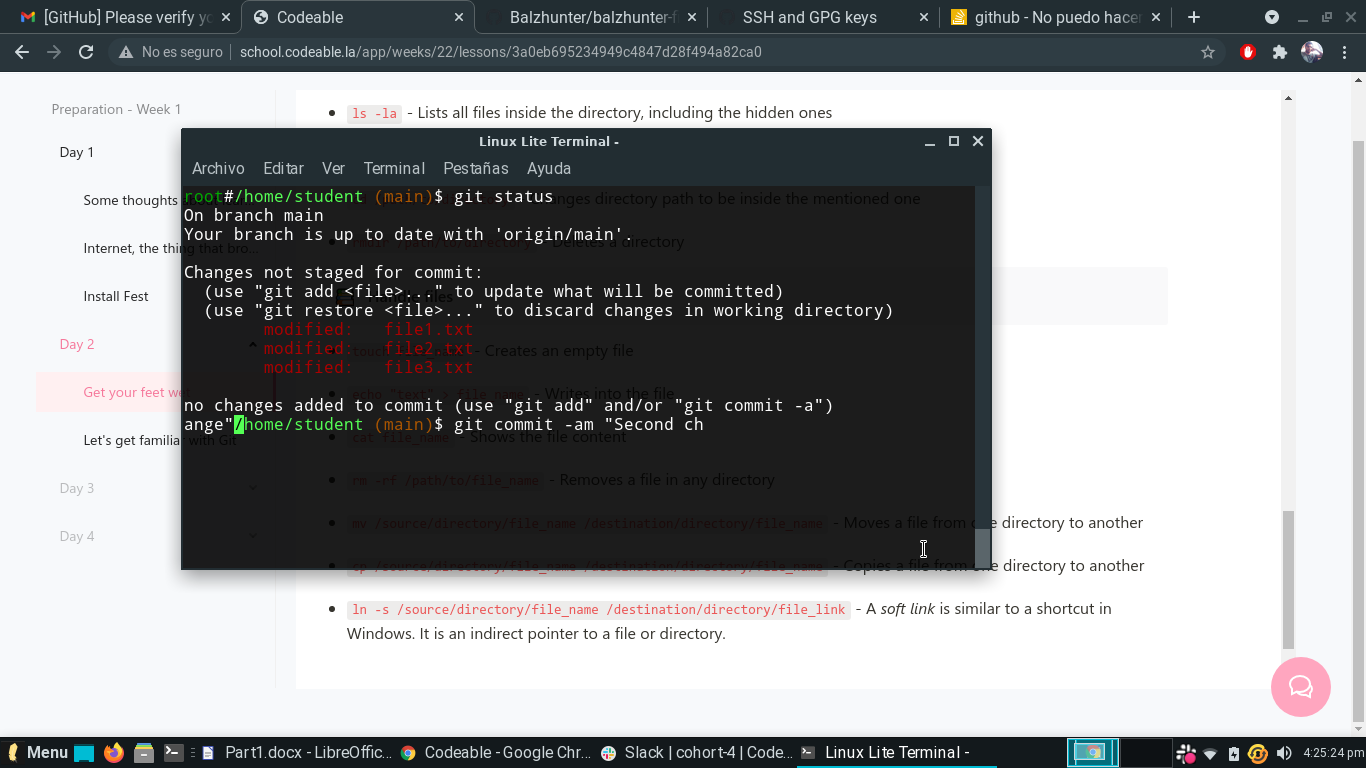 [GitHub] Please verify yo
Codeable
Balzhunter/balzhunter-f
SSH and GPG keys
github - No puedo hacer
No es seguro
school.codeable.la/app/weeks/22/lessons/3a0eb695234949c4847d28f494a82ca0
Preparation - Week 1
Day 1
Some thoughts
Internet, the thing that bro...
Install Fest
Day 2
Get your feet wet
Let's get familiar with Git
Day 3
Day 4
ls -la - Lists all files inside the directory, including the hidden ones
Linux Lite Terminal -
Archivo Editar Ver Terminal Pestañas Ayuda
root#/home/student (main)$ git status
On branch main
Your branch is up to date with 'origin/main'.
Changes not staged for commit:
(use "git add <file>..." to update what will be committed)
(use "git restore <file>..." to discard changes in working directory)
modified: file1.txt
modified: file2.txt
modified: file3.txt
no changes added to commit (use "git add" and/or "git commit -a")
ange"/home/student (main)$ git commit -am "Second ch
anges directory path to be inside the mentioned one
- Deletes a directory
- Creates an empty file
- Writes into the file
cat file_name - Shows the file content
rm -rf /path/to/file_name - Removes a file in any directory
mv /source/directory/file_name /destination/directory/file_name - Moves a file from one directory to another
cp /source/directory/file_name /destination/directory/file_name - Copies a file from one directory to another
ln -s /source/directory/file_name /destination/directory/file_link - A soft link is similar to a shortcut in
Windows. It is an indirect pointer to a file or directory.
Menu
Part1.docx - LibreOffic...
Codeable - Google Chr...
Slack | cohort-4 | Code...
Linux Lite Terminal -
4:25:24 pm